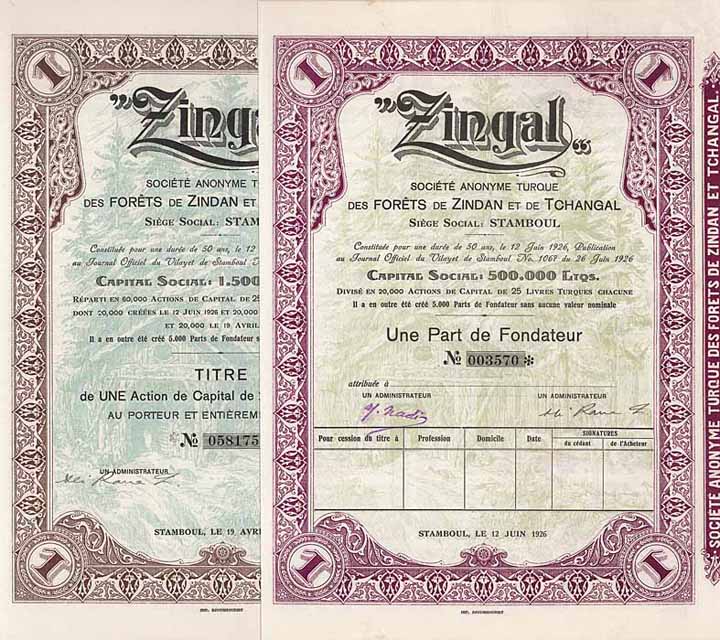 1
"Zing
SOCIÉTÉ ANONYME T
DES FORÊTS DE ZINDAN ET
SIÈGE SOCIAL: STAM
Constituée pour une durée de 50 ans, le 12
au Journal Officiel du Vilayet de Stamboul
CAPITAL SOCIAL: 1.500
RÉPARTI EN 60,000 ACTIONS DE CAPITAL DE 25
DONT 20,000 CRÉÉES LE 12 JUIN 1926 ET 20,000
ET 20,000 LE 19 AVRIL
Il a en outre été créé 5.000 Parts de Fondateur s
TITRE
de UNE Action de Capital de
AU PORTEUR ET ENTIÈREM
№ 058175
UN ADMINISTRATEUR
STAMBOUL, LE 19 AVRI
1
1
1
"Zingal"
SOCIÉTÉ ANONYME TURQUE
DES FORÊTS DE ZINDAN ET DE TCHANGAL
SIÈGE SOCIAL: STAMBOUL
Constituée pour une durée de 50 ans, le 12 Juin 1926, Publication
au Journal Officiel du Vilayet de Stamboul No. 1067 du 26 Juin 1926
CAPITAL SOCIAL: 500.000 LTQS.
DIVISÉ EN 20,000 ACTIONS DE CAPITAL DE 25 LIVRES TURQUES CHACUNE
Il a en outre été créé 5.000 Parts de Fondateur sans aucune valeur nominale
Une Part de Fondateur
№ 003570 *
attribuée à
UN ADMINISTRATEUR UN ADMINISTRATEUR
Pour cession du titre à Profession Domicile Date SIGNATURES
du cédant de l'Acheteur
STAMBOUL, LE 12 JUIN 1926
1
1
SOCIÉTÉ ANONYME TURQUE DES FORÊTS DE ZINDAN ET TCHANGAL